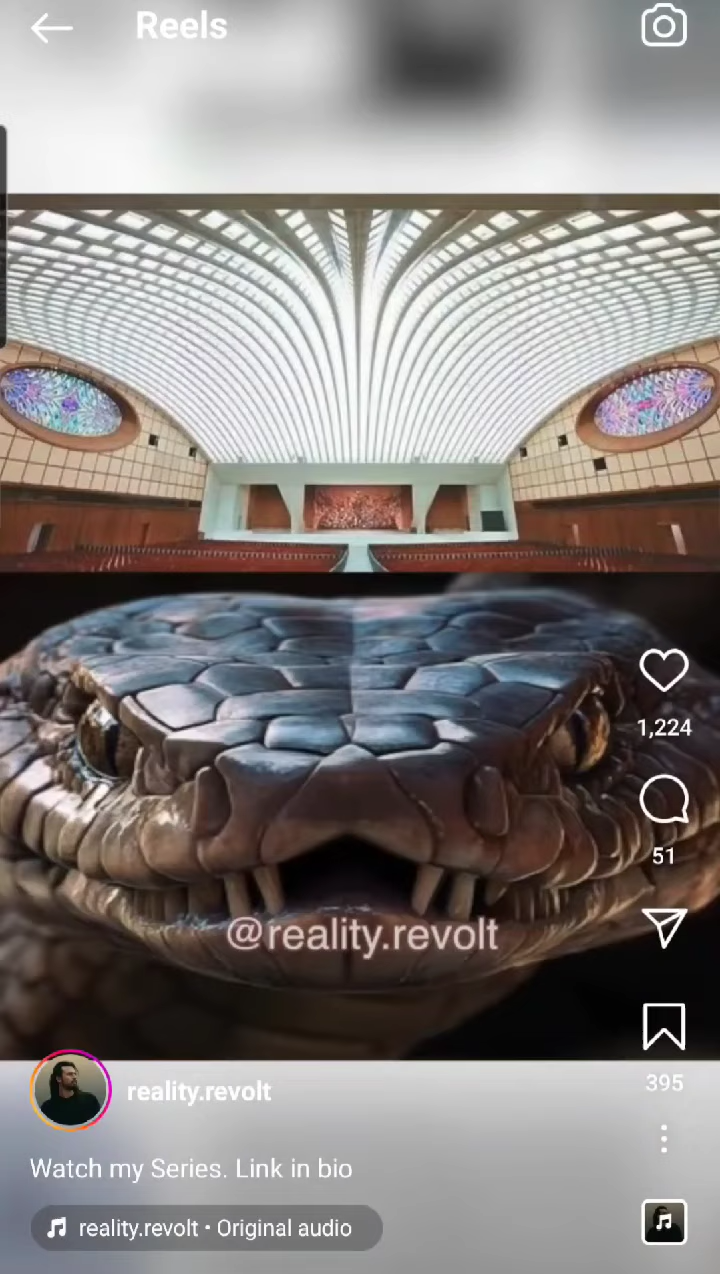 Reels
@reality.revolt
1,224
51
395
reality.revolt
Watch my Series. Link in bio
reality.revolt • Original audio